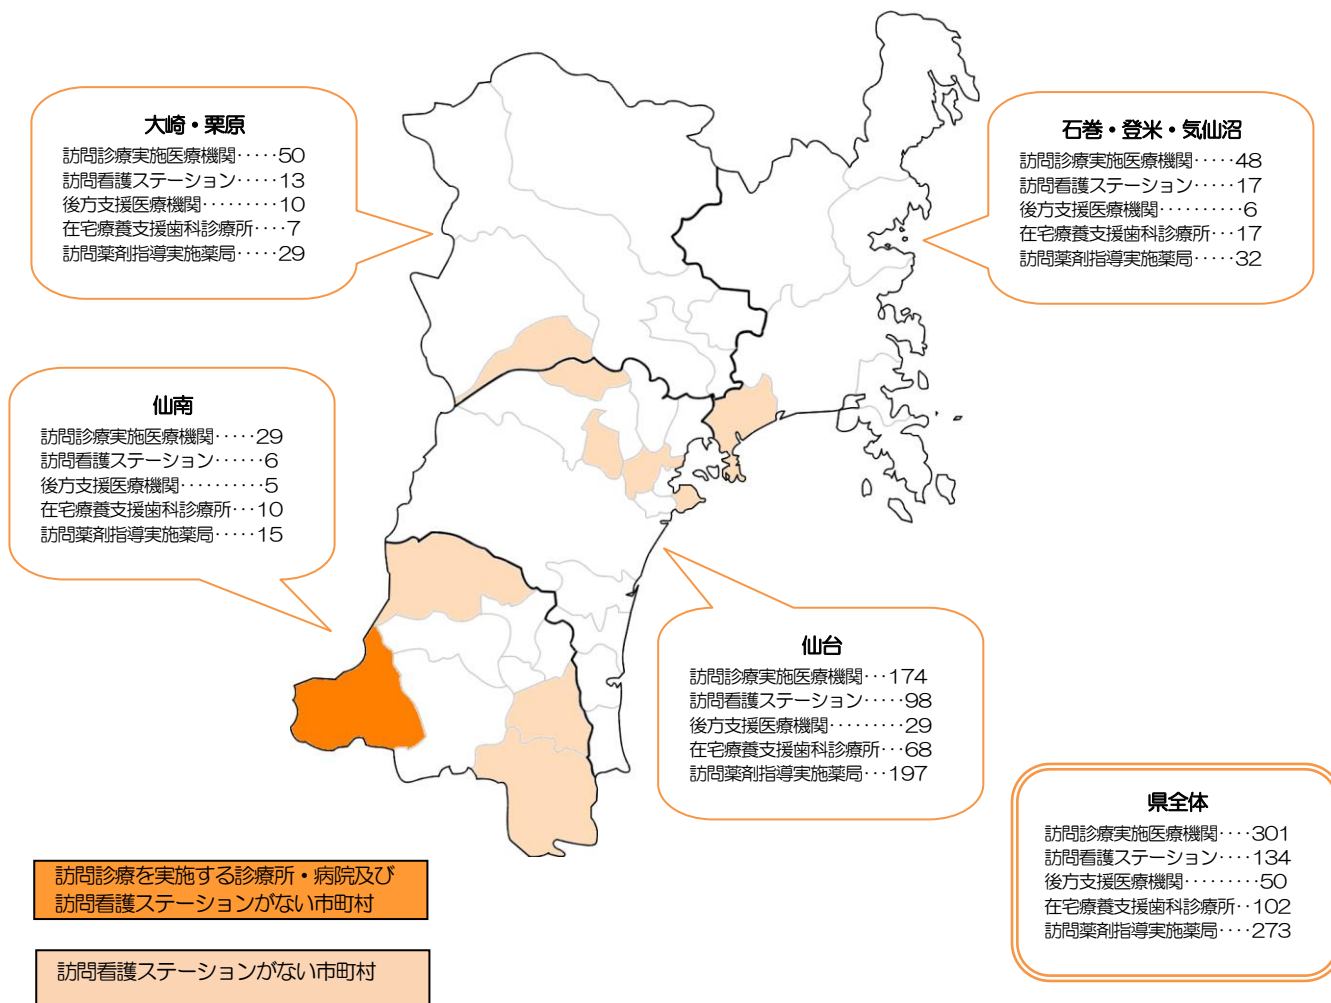 大崎・栗原
訪問診療実施医療機関・・・・・50
訪問看護ステーション・・・・・13
後方支援医療機関・・・・・・・・・10
在宅療養支援歯科診療所・・・・7
訪問薬剤指導実施薬局・・・・・29
石巻・登米・気仙沼
訪問診療実施医療機関・・・・・48
訪問看護ステーション・・・・・17
後方支援医療機関・・・・・・・・・・6
在宅療養支援歯科診療所・・・17
訪問薬剤指導実施薬局・・・・・32
仙南
訪問診療実施医療機関・・・・・29
訪問看護ステーション・・・・・・6
後方支援医療機関・・・・・・・・・・5
在宅療養支援歯科診療所・・・10
訪問薬剤指導実施薬局・・・・・15
仙台
訪問診療実施医療機関・・・174
訪問看護ステーション・・・・・98
後方支援医療機関・・・・・・・・・29
在宅療養支援歯科診療所・・・68
訪問薬剤指導実施薬局・・・197
県全体
訪問診療実施医療機関・・・・301
訪問看護ステーション・・・・134
後方支援医療機関・・・・・・・・・50
在宅療養支援歯科診療所・・102
訪問薬剤指導実施薬局・・・・273
訪問診療を実施する診療所・病院及び
訪問看護ステーションがない市町村
訪問看護ステーションがない市町村